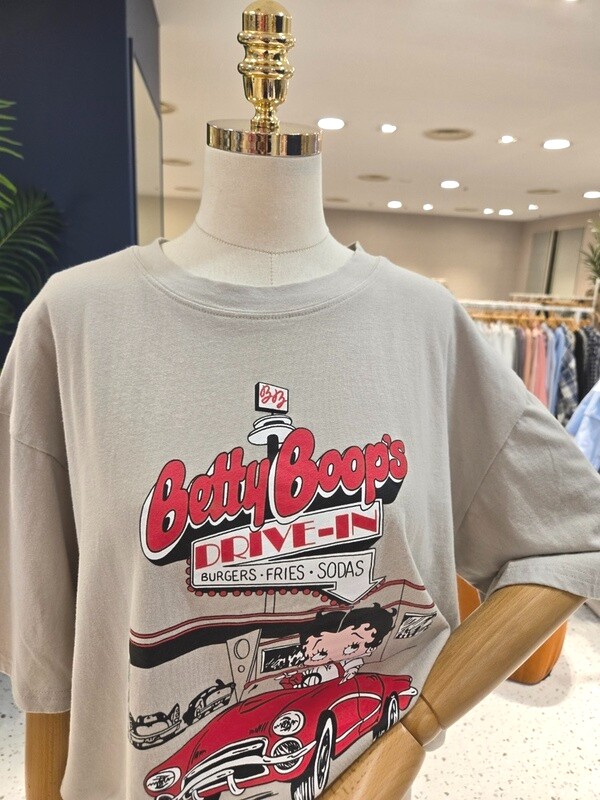 BB
Betty Boop's
DRIVE-IN
BURGERS · FRIES · SODAS